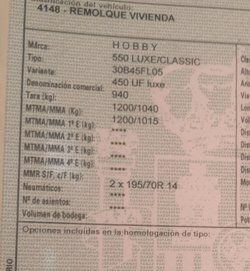 4148 - REMOLQUE VIVIENDA
Marca: HOBBY
Tipo: 550 LUXE/CLASSIC
Variante: 30B45FL05
Denominación comercial: 450 UF luxe
Tara (kg): 940
MTMA/MMA (Kg): 1200/1040
MTMA/MMA 1º E (kg): 1200/1015
MTMA/MMA 2º E (kg): ****
MTMA/MMA 3º E (kg): ****
MTMA/MMA 4º E (kg): ****
MMR S/F, c/F (kg): ****
Neumáticos: 2 x 195/70R 14
Nº de asientos: ****
Volumen de bodega: ****
Opciones incluidas en la homologación de tipo: